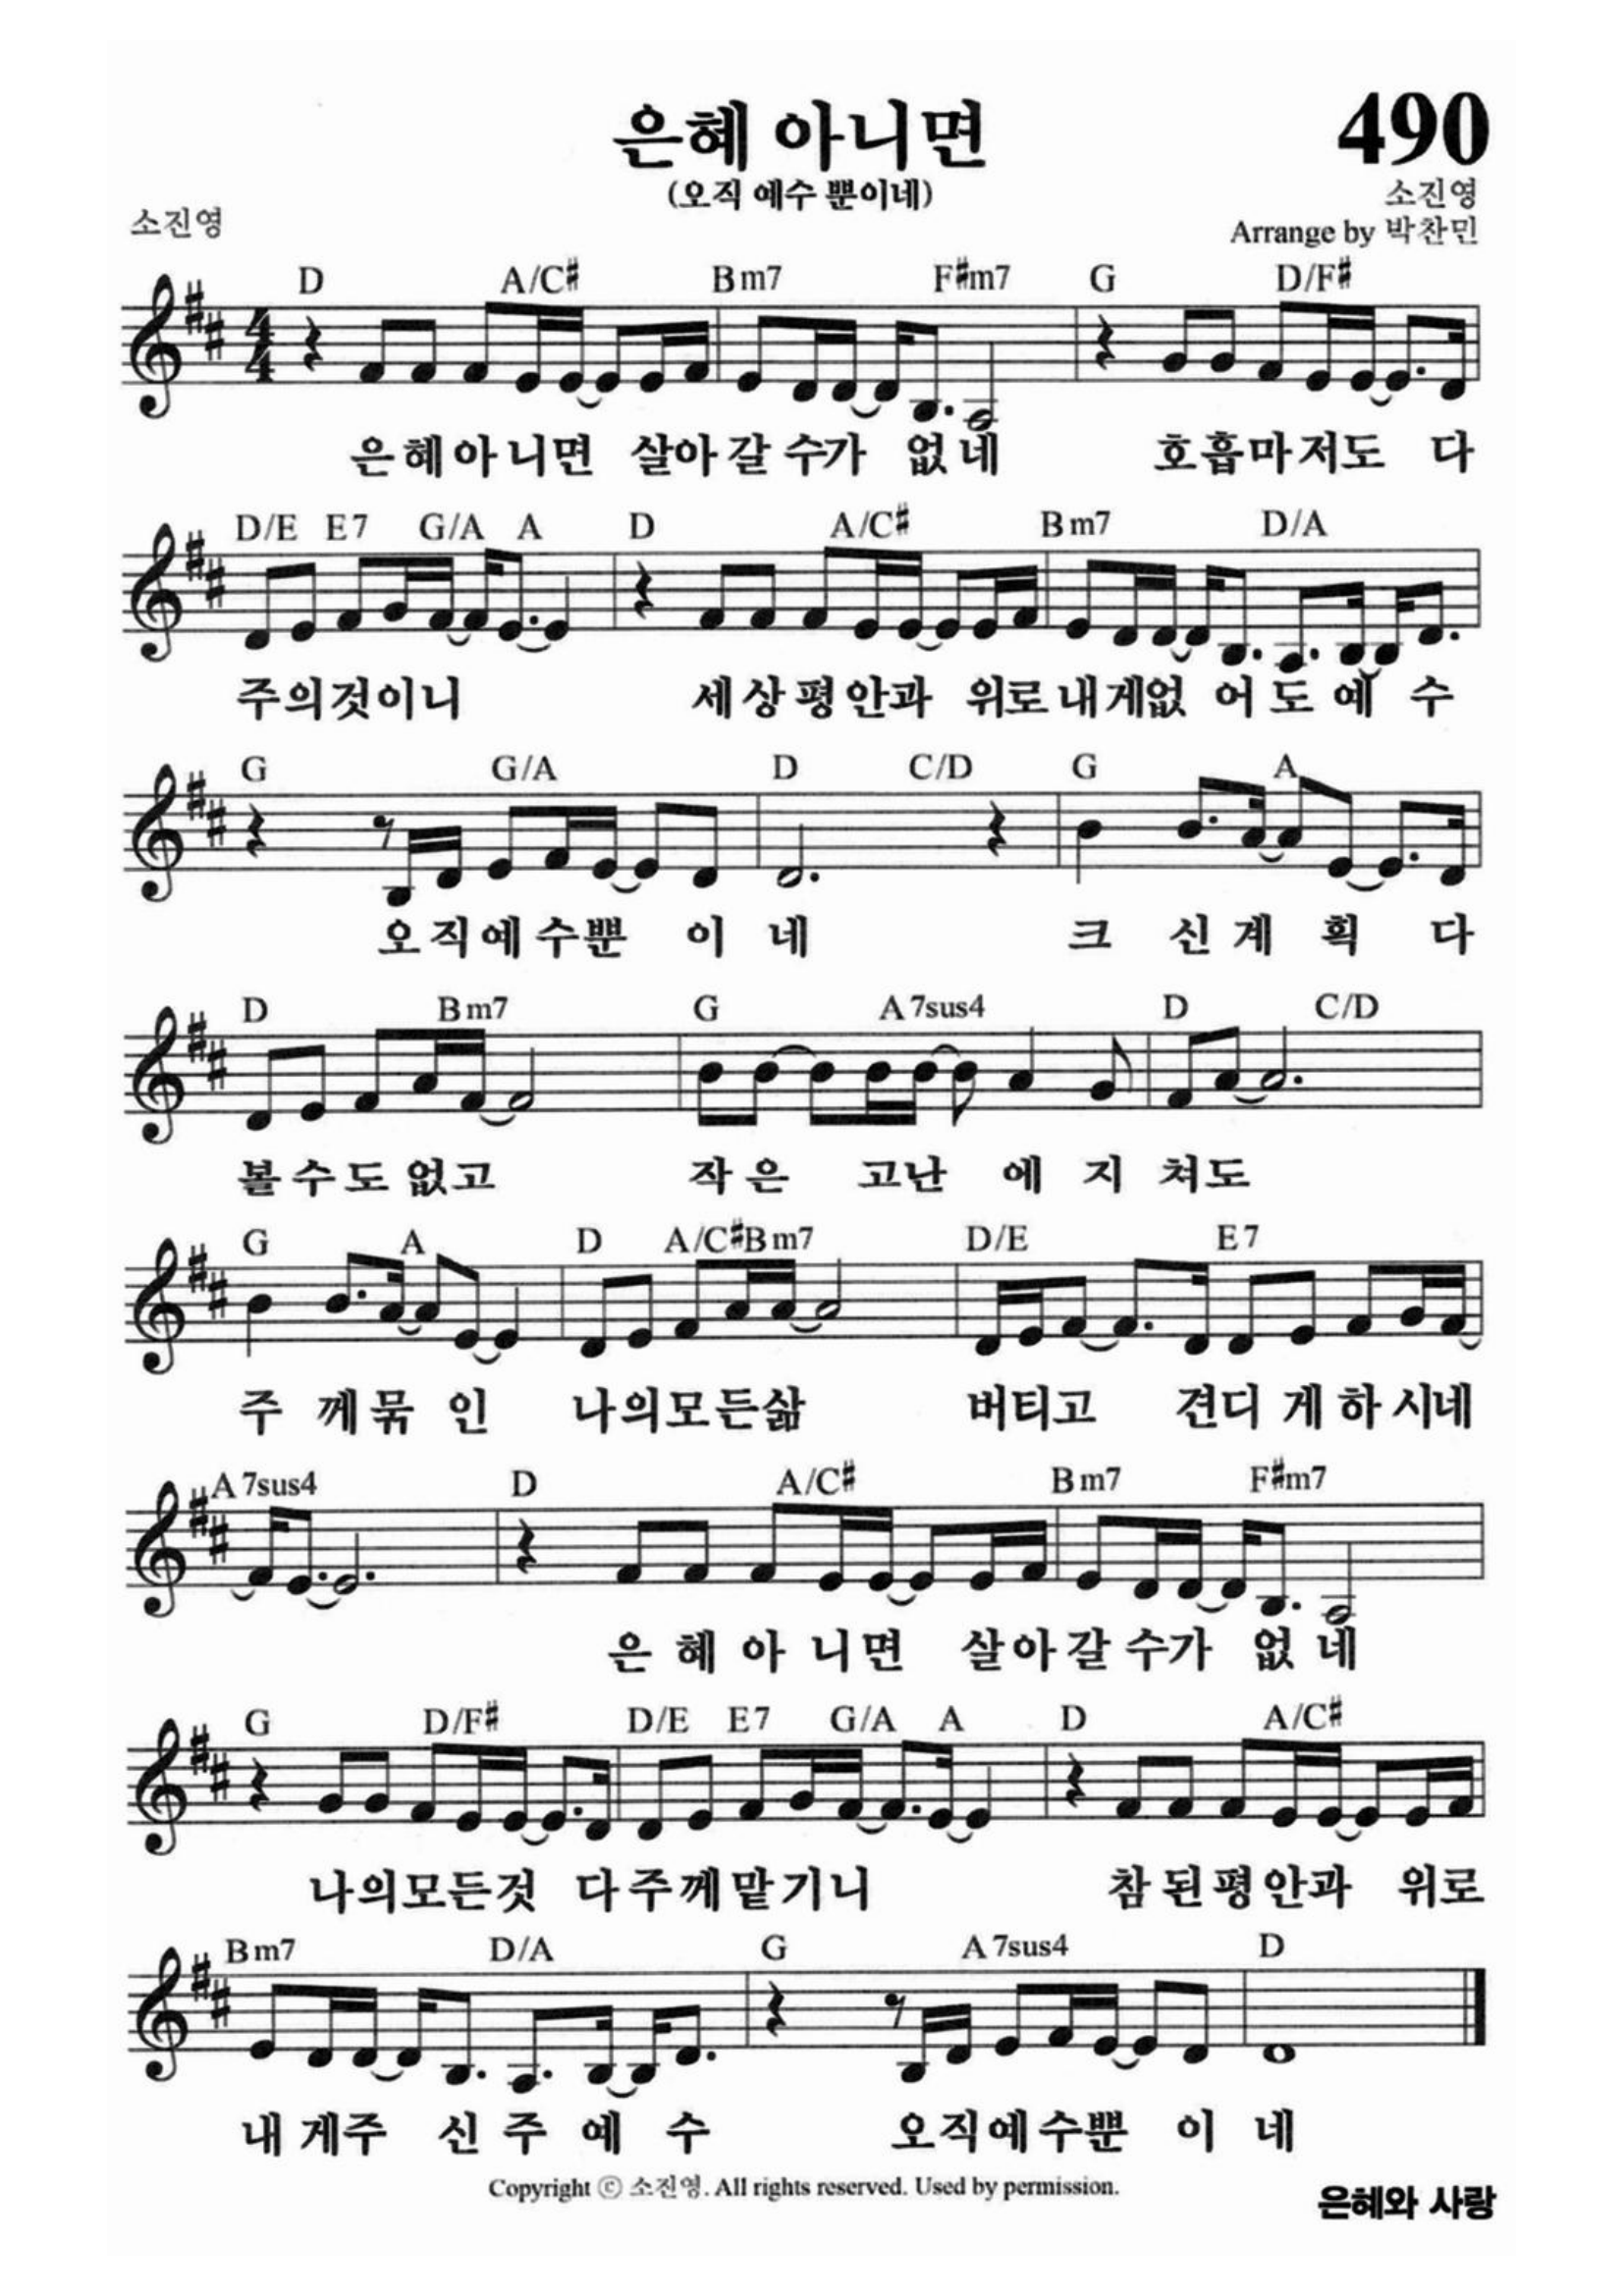 은혜 아니면
490
(오직 예수 뿐이네)
소진영
소진영
Arrange by 박찬민
D A/C# Bm7 F#m7 G D/F#
은혜아니면 살아갈 수가 없네 호흡마저도 다
D/E E7 G/A A D A/C# Bm7 D/A
주의것이니 세상평안과 위로내게없 어도예 수
G G/A D C/D G A
오직예수뿐 이 네 크 신계 획 다
D Bm7 G A7sus4 D C/D
볼수도 없고 작은 고난 에 지 쳐도
G A D A/C# Bm7 D/E E7
주 께묶 인 나의모든삶 버티고 견디 게 하시네
A7sus4 D A/C# Bm7 F#m7
은 혜 아 니면 살아갈 수가 없 네
G D/F# D/E E7 G/A A D A/C#
나의모든것 다주께맡기니 참된평안과 위로
Bm7 D/A G A7sus4 D
내 게주 신 주 예 수 오직예수뿐 이 네
Copyright ⓒ 소진영. All rights reserved. Used by permission.
은혜와 사랑